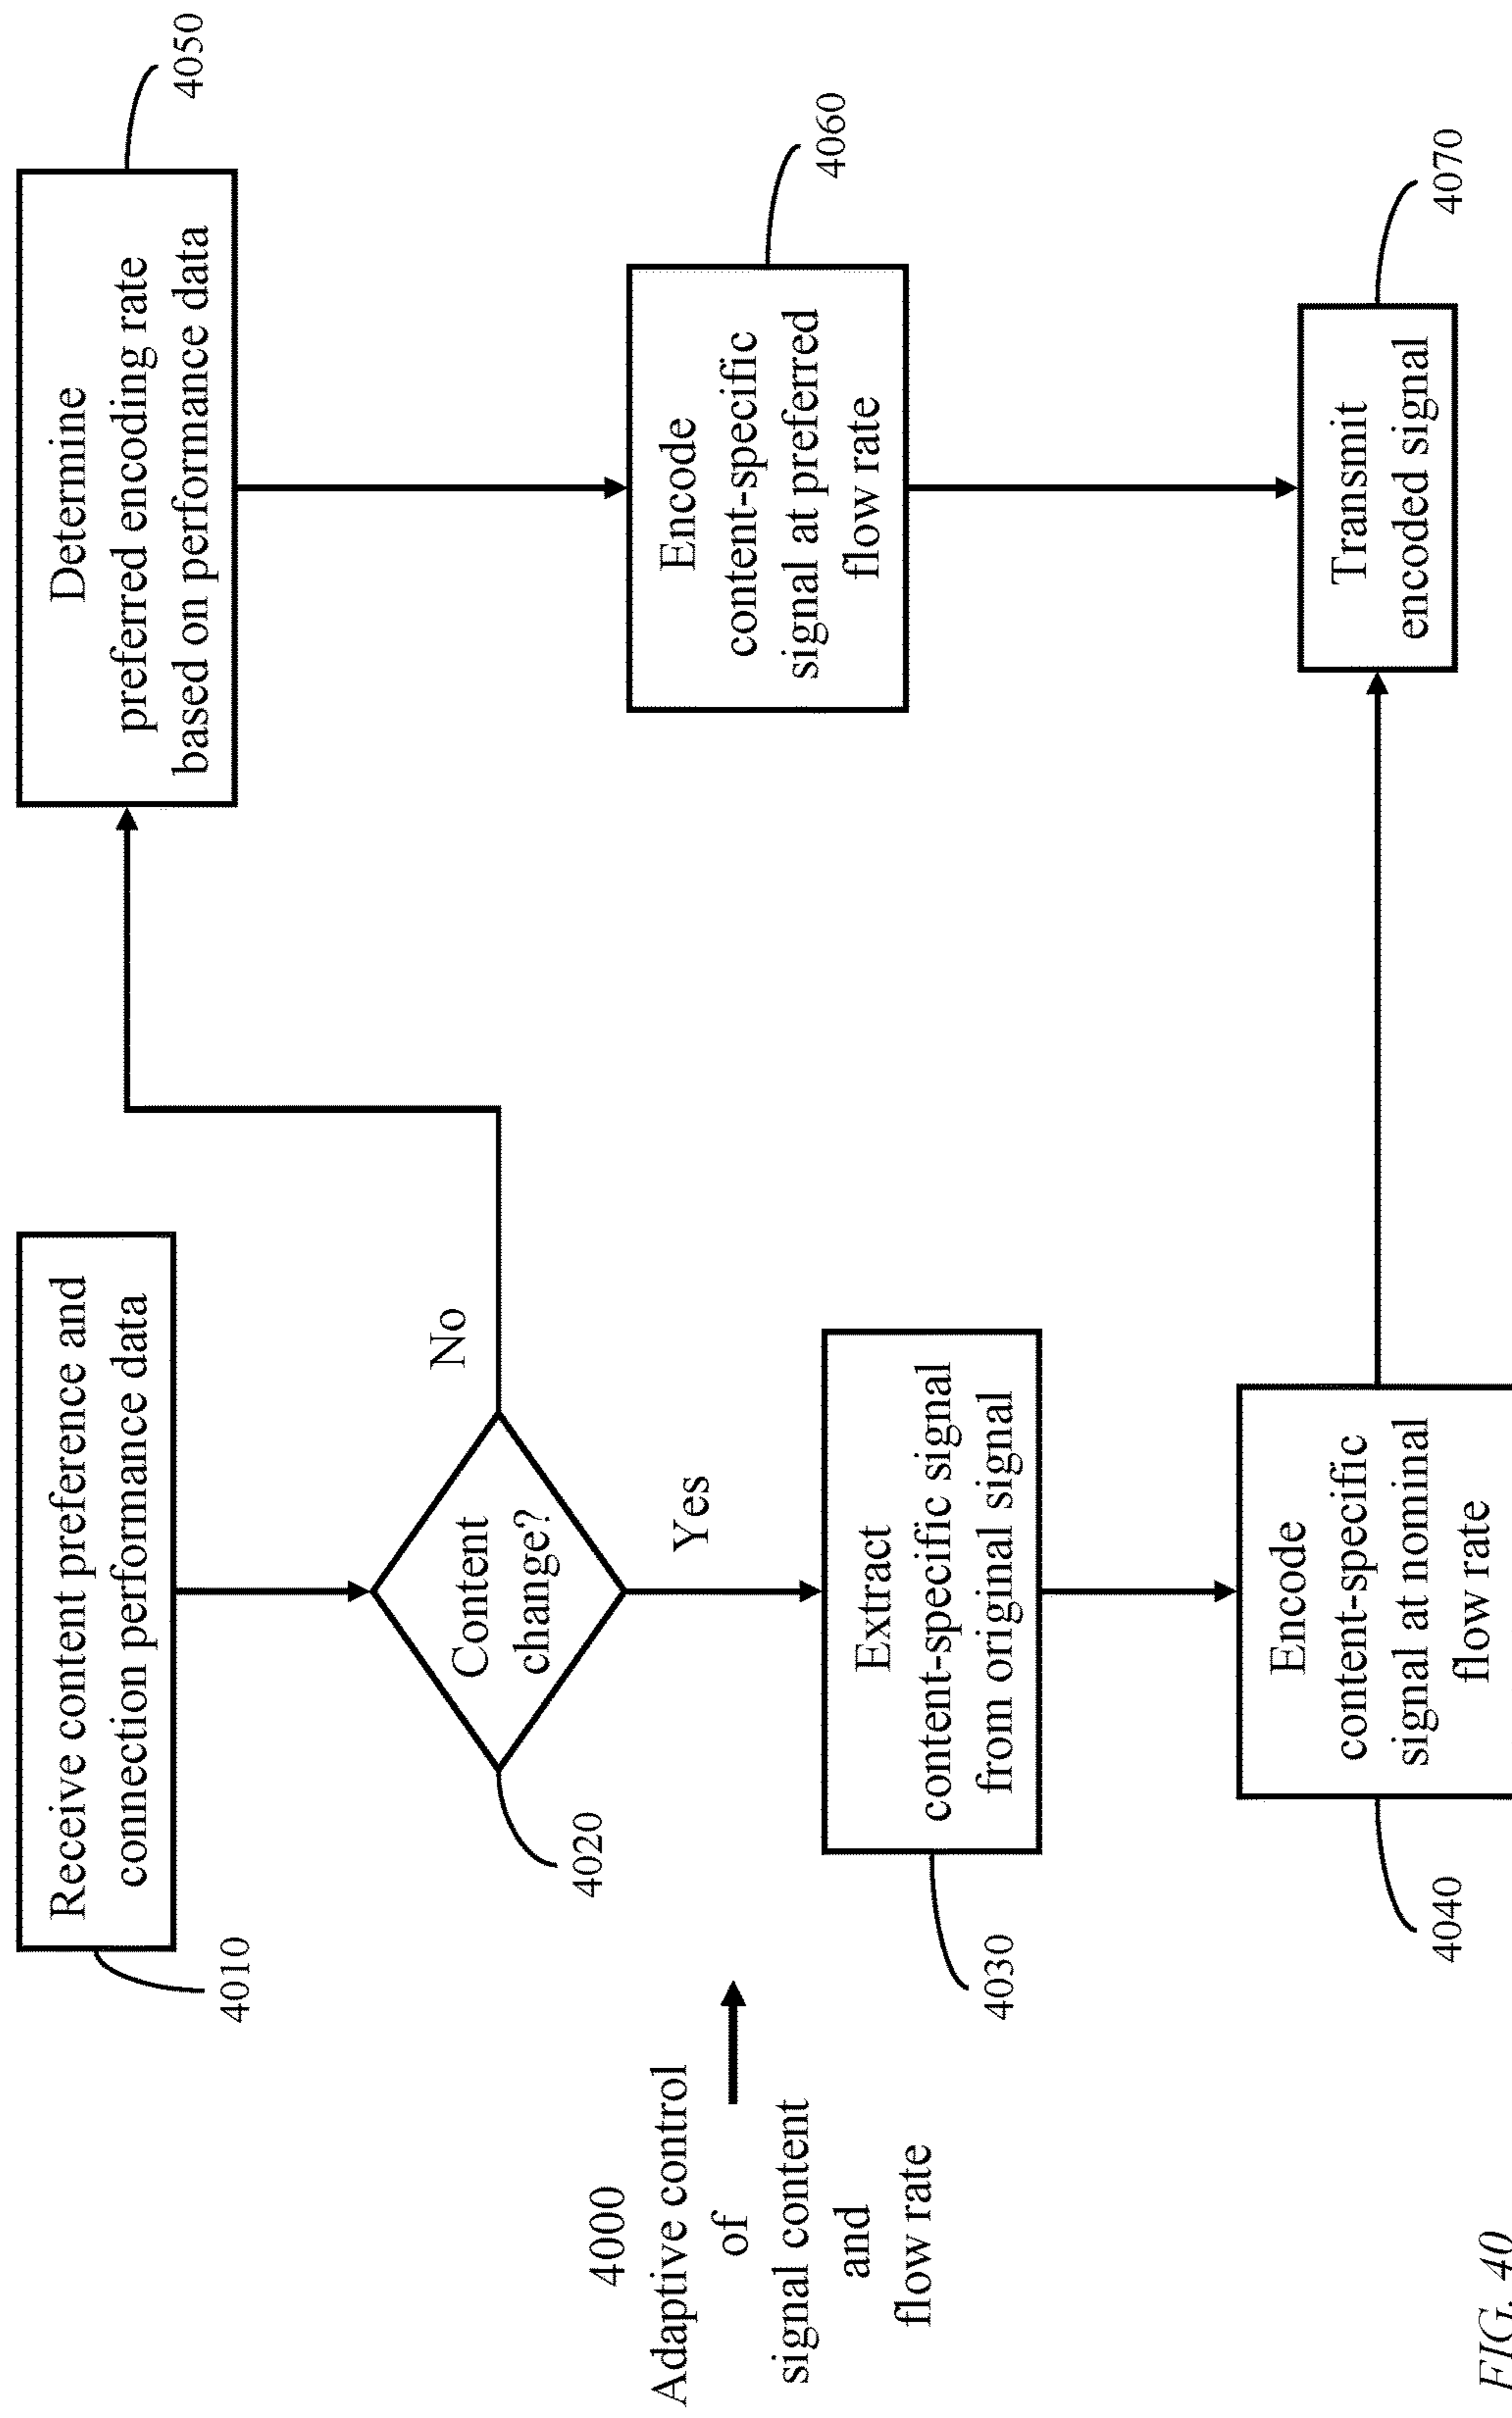 4000
Adaptive control
of
signal content
and
flow rate
Receive content preference and
connection performance data
4010
Content
change?
4020
No
Yes
Extract
content-specific signal
from original signal
4030
Encode
content-specific
signal at nominal
flow rate
4040
Determine
preferred encoding rate
based on performance data
4050
Encode
content-specific
signal at preferred
flow rate
4060
Transmit
encoded signal
4070
FIG. 40